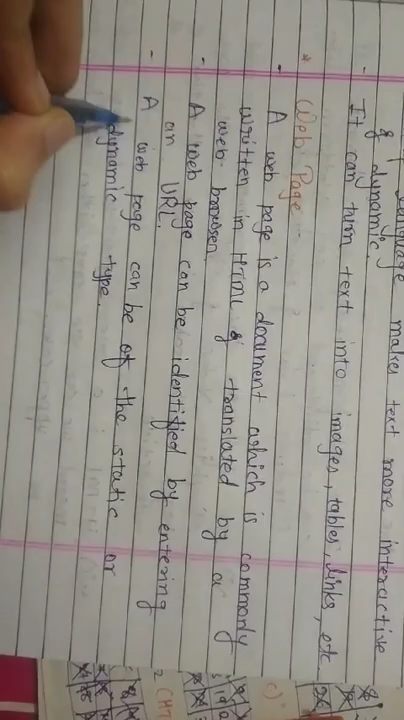 Language makes text more interactive
& dynamic.
- It can turn text into images, tables, links, etc.
* Web Page -
• A web page is a document which is commonly
written in HTML & translated by a
web browser.
- A web page can be identified by entering
an URL.
- A web page can be of the static or
dynamic type.